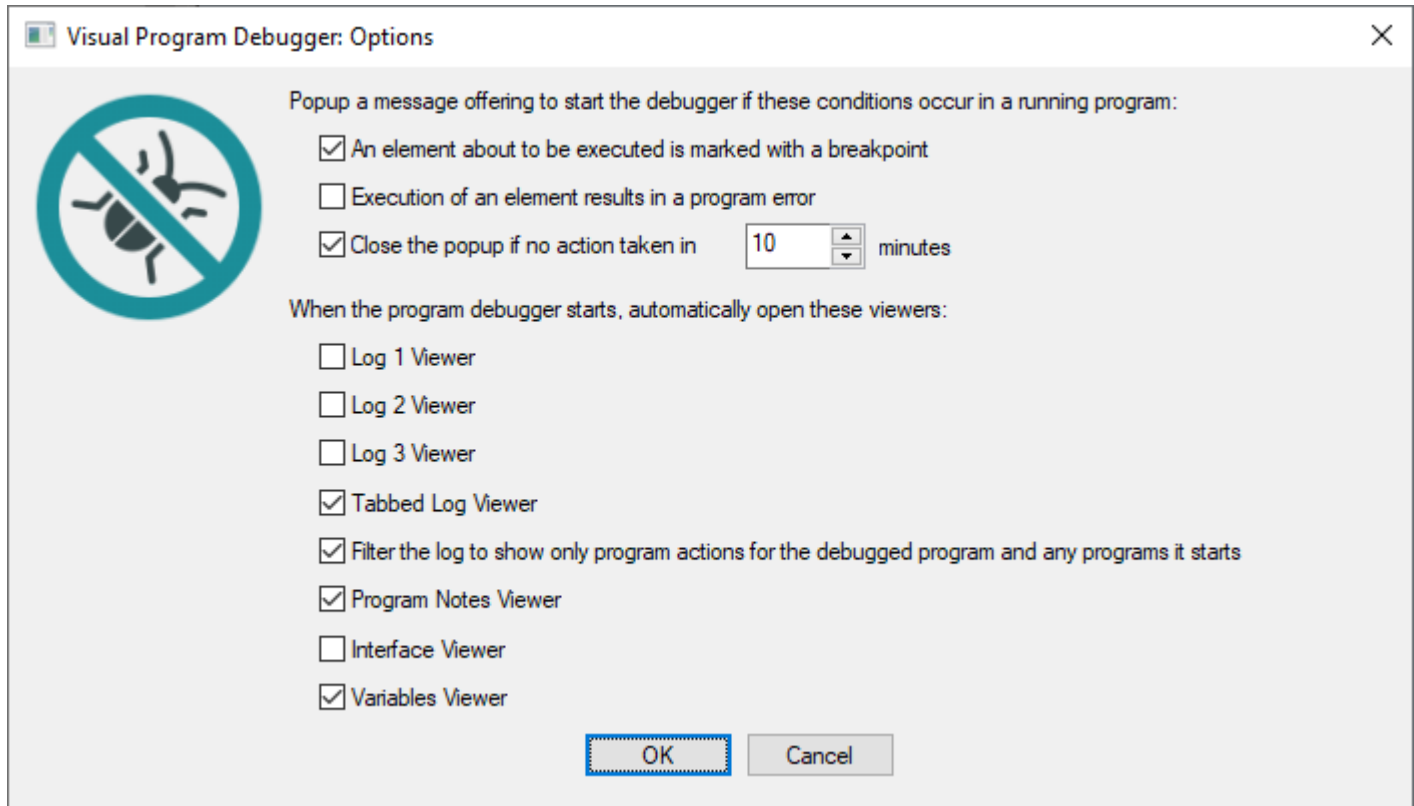 Visual Program Debugger: Options
Popup a message offering to start the debugger if these conditions occur in a running program:
An element about to be executed is marked with a breakpoint
Execution of an element results in a program error
Close the popup if no action taken in 10 minutes
When the program debugger starts, automatically open these viewers:
Log 1 Viewer
Log 2 Viewer
Log 3 Viewer
Tabbed Log Viewer
Filter the log to show only program actions for the debugged program and any programs it starts
Program Notes Viewer
Interface Viewer
Variables Viewer
OK Cancel